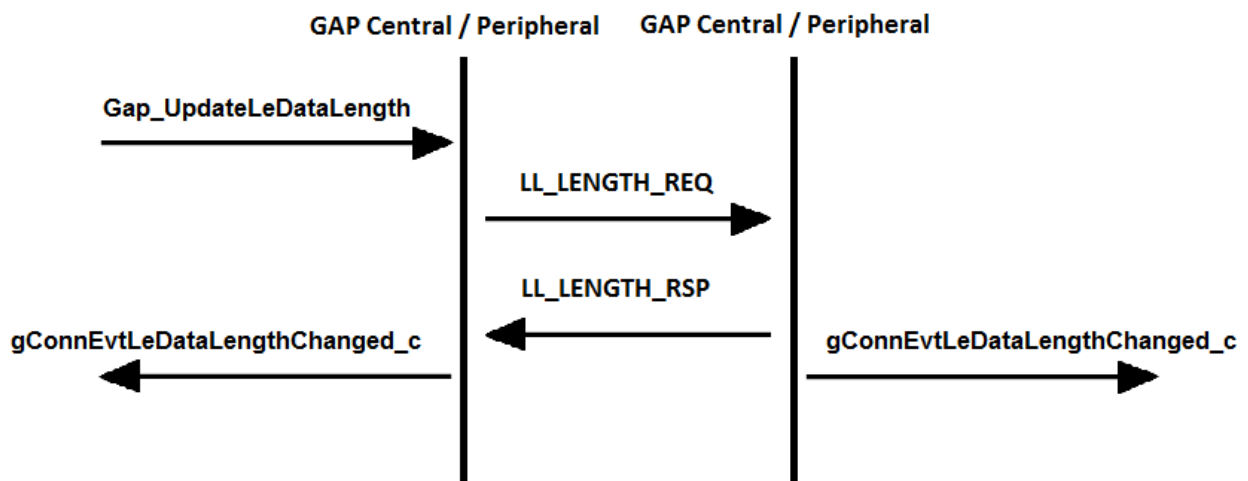 GAP Central / Peripheral
GAP Central / Peripheral
Gap_UpdateLeDataLength
LL_LENGTH_REQ
LL_LENGTH_RSP
gConnEvtLeDataLengthChanged_c
gConnEvtLeDataLengthChanged_c